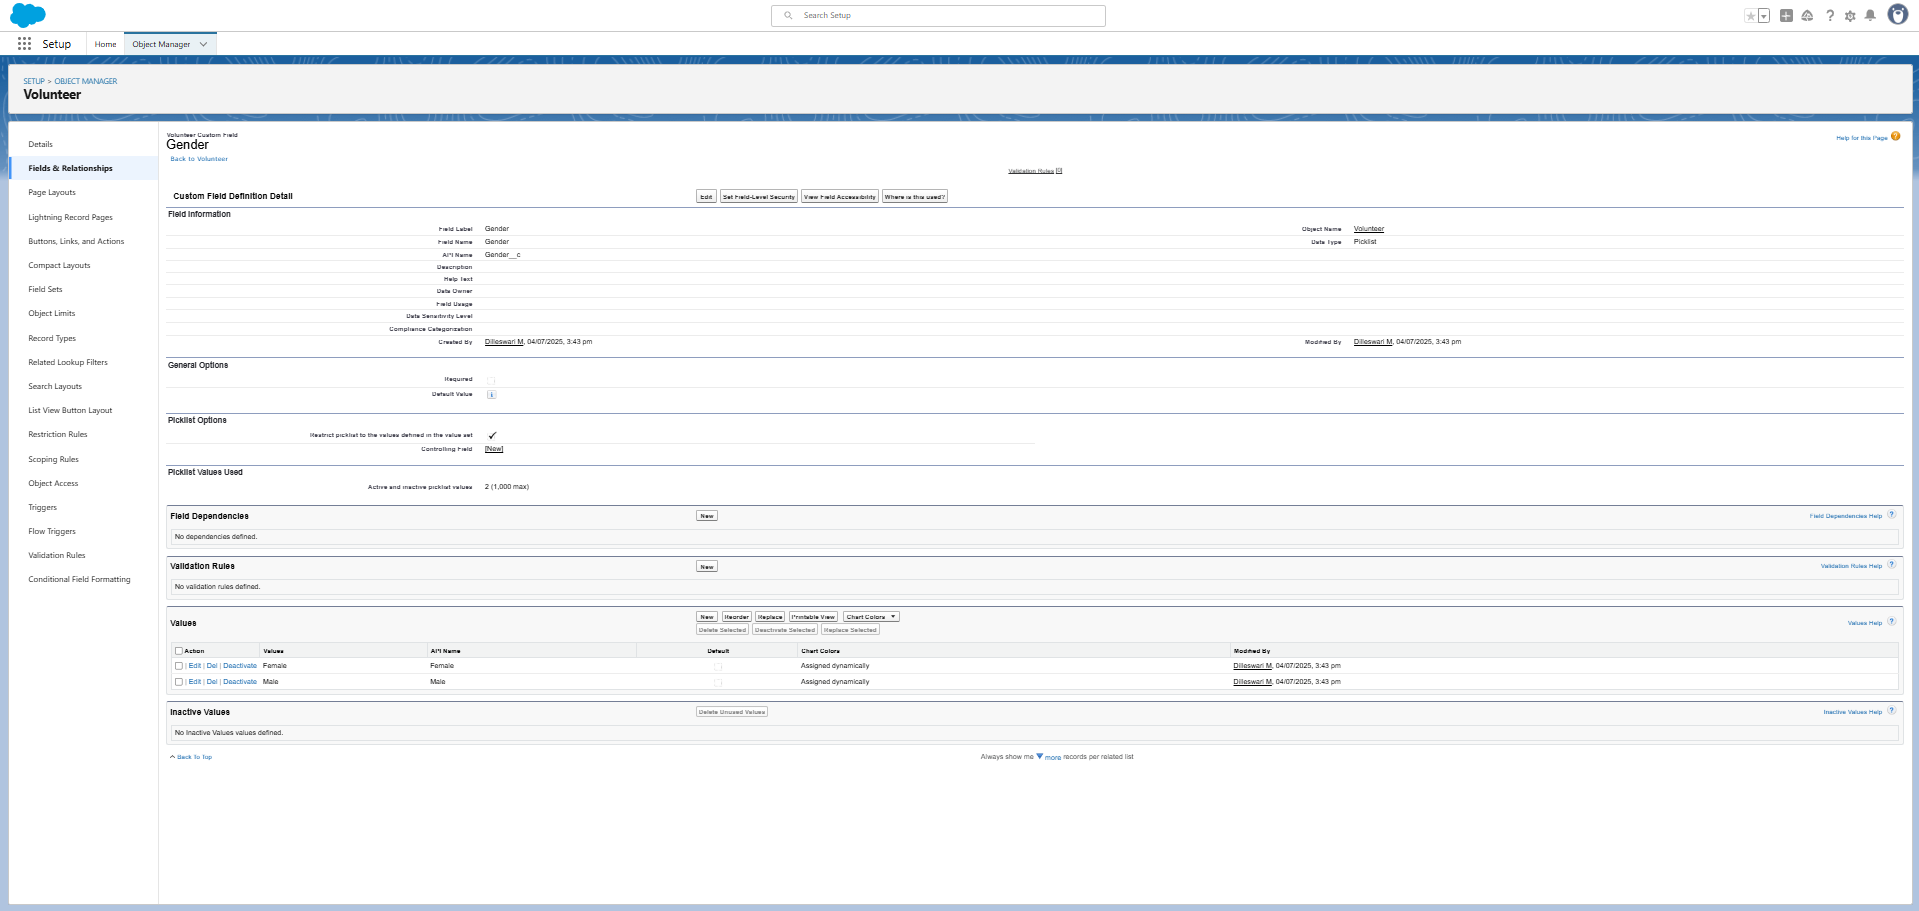 Search Setup
Setup
Home
Object Manager
SETUP > OBJECT MANAGER
Volunteer
Details
Fields & Relationships
Page Layouts
Lightning Record Pages
Buttons, Links, and Actions
Compact Layouts
Field Sets
Object Limits
Record Types
Related Lookup Filters
Search Layouts
List View Button Layout
Restriction Rules
Scoping Rules
Object Access
Triggers
Flow Triggers
Validation Rules
Conditional Field Formatting
Volunteer Custom Field
Gender
Help for this Page
Back to Volunteer
Validation Rules [0]
Custom Field Definition Detail
Edit Set Field-Level Security View Field Accessibility Where is this used?
Field Information
Field Label Gender Object Name Volunteer
Field Name Gender Data Type Picklist
API Name Gender__c
Description
Help Text
Data Owner
Field Usage
Data Sensitivity Level
Compliance Categorization
Created By Dilleswari M, 04/07/2025, 3:43 pm Modified By Dilleswari M, 04/07/2025, 3:43 pm
General Options
Required
Default Value
Picklist Options
Restrict picklist to the values defined in the value set ✓
Controlling Field [New]
Picklist Values Used
Active and inactive picklist values 2 (1,000 max)
Field Dependencies New Field Dependencies Help ?
No dependencies defined.
Validation Rules New Validation Rules Help ?
No validation rules defined.
Values New Reorder Replace Printable View Chart Colors Values Help ?
Delete Selected Deactivate Selected Replace Selected
Action Values API Name Default Chart Colors Modified By
| Edit | Del | Deactivate Female Female Assigned dynamically Dilleswari M, 04/07/2025, 3:43 pm
| Edit | Del | Deactivate Male Male Assigned dynamically Dilleswari M, 04/07/2025, 3:43 pm
Inactive Values Delete Unused Values Inactive Values Help ?
No Inactive Values values defined.
Back To Top
Always show me more records per related list